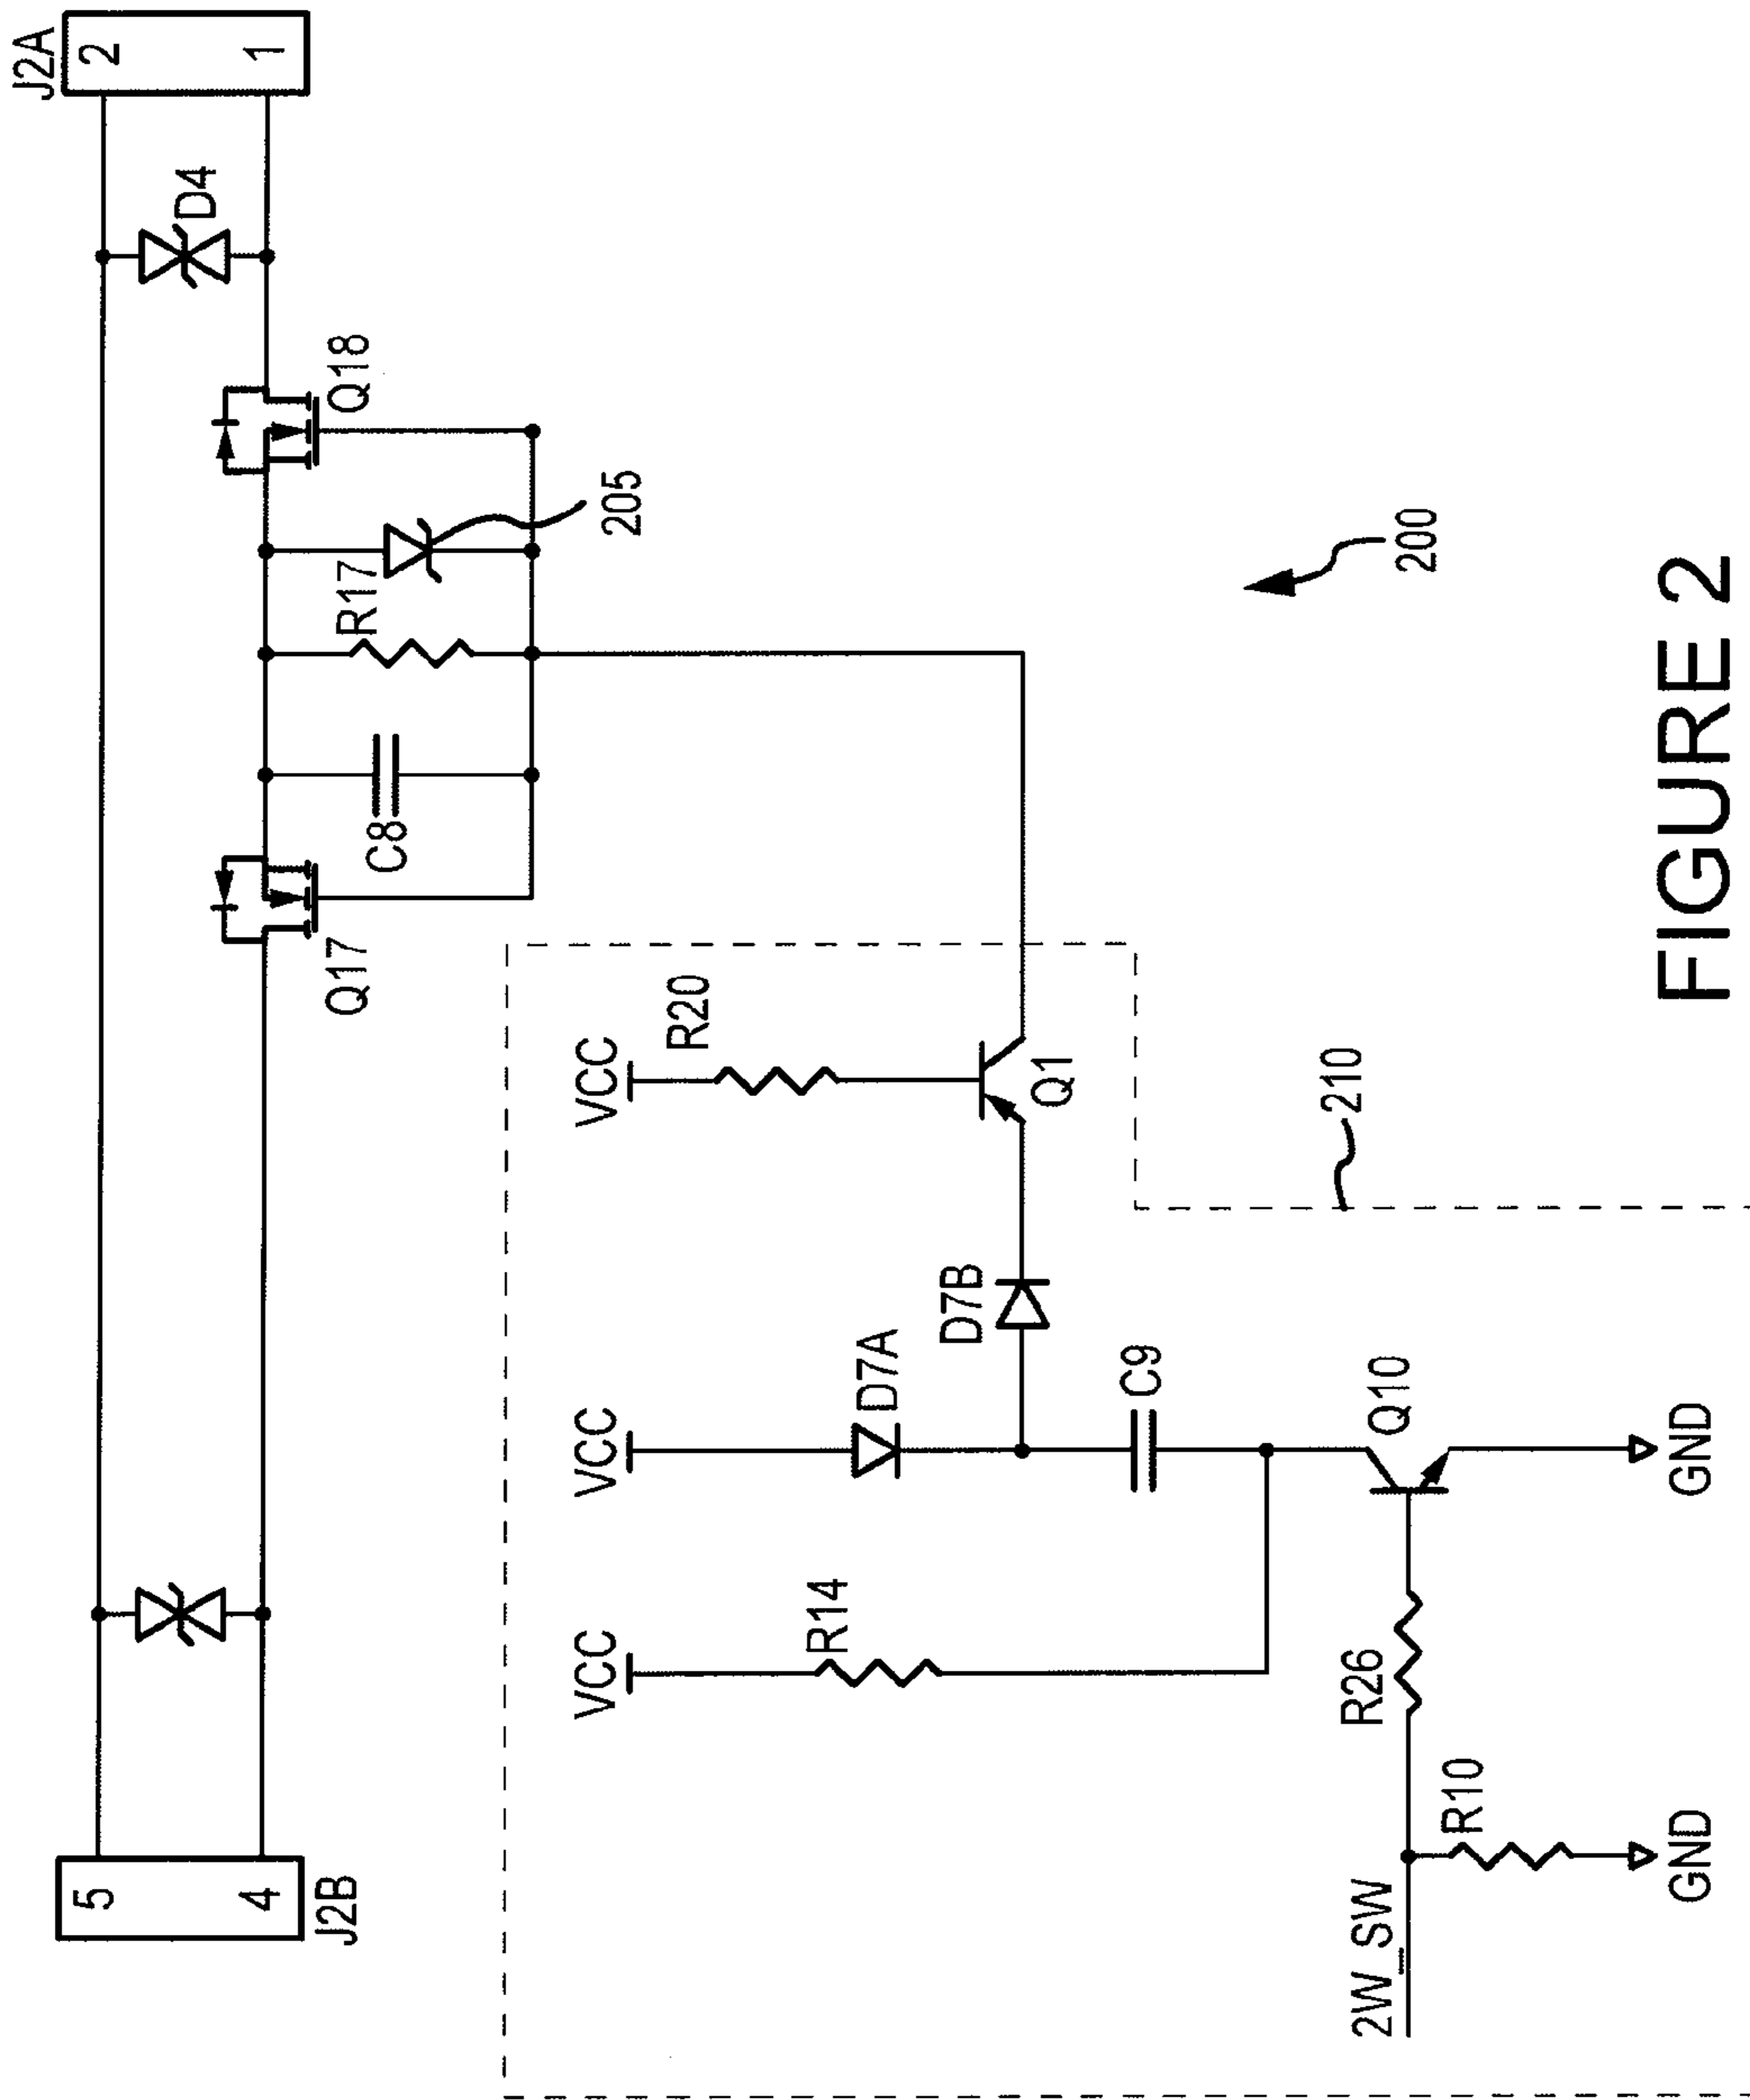 J2A
2
1
D4
Q18
205
R17
C8
Q17
200
VCC
R20
Q1
210
VCC
D7A
D7B
C9
Q10
GND
VCC
R14
R26
R10
GND
2W_SW
5
4
J2B
FIGURE 2